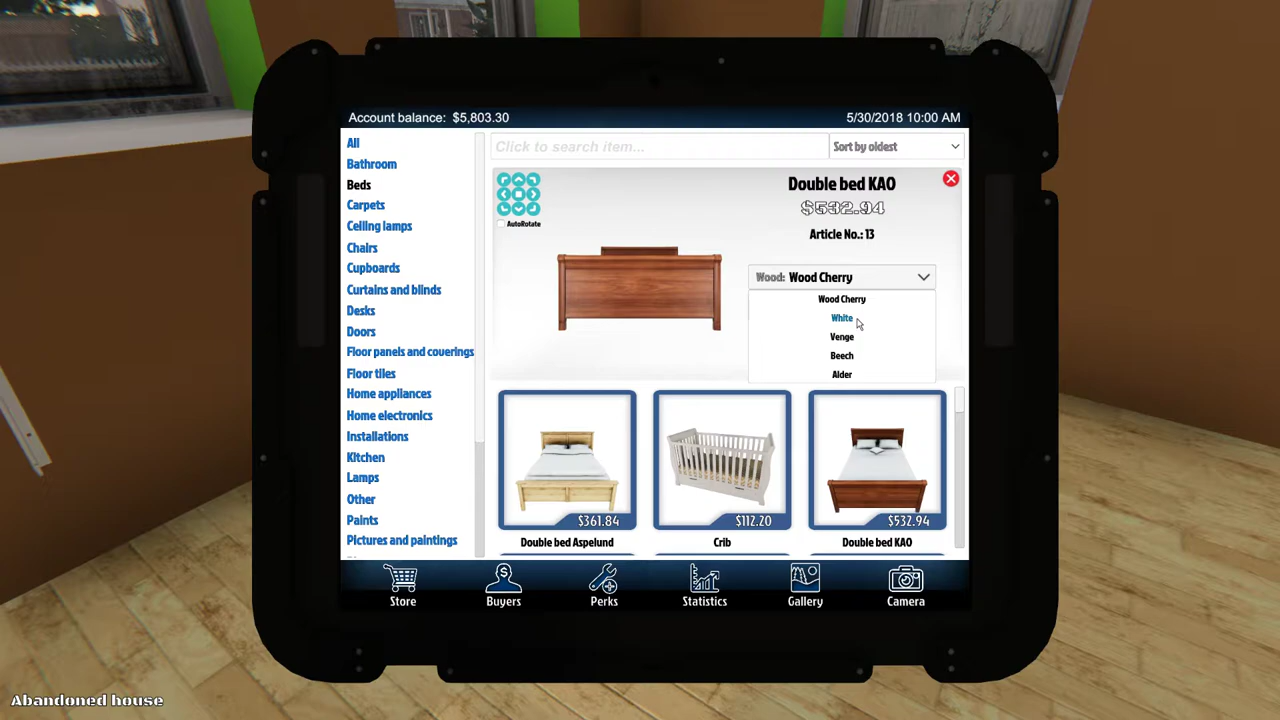 Account balance: $5,803.30
5/30/2018 10:00 AM
All
Bathroom
Beds
Carpets
Ceiling lamps
Chairs
Cupboards
Curtains and blinds
Desks
Doors
Floor panels and coverings
Floor tiles
Home appliances
Home electronics
Installations
Kitchen
Lamps
Other
Paints
Pictures and paintings
Click to search item...
Sort by oldest
AutoRotate
Double bed KAO
$532.94
Article No.: 13
Wood: Wood Cherry
Wood Cherry
White
Venge
Beech
Alder
$361.84
$112.20
$532.94
Double bed Aspelund
Crib
Double bed KAO
Store
Buyers
Perks
Statistics
Gallery
Camera
Abandoned house